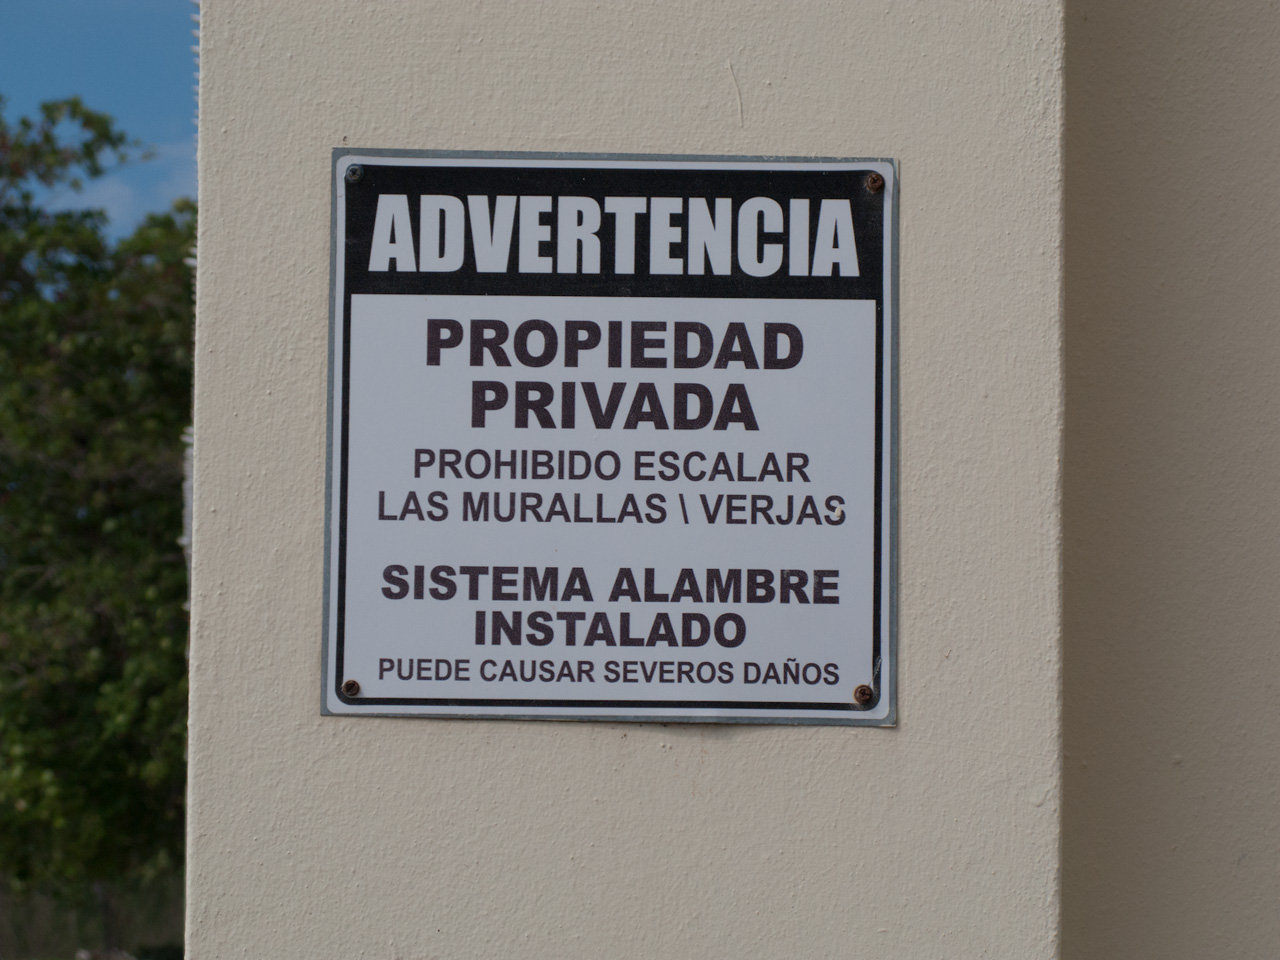 ADVERTENCIA
PROPIEDAD
PRIVADA
PROHIBIDO ESCALAR
LAS MURALLAS \ VERJAS
SISTEMA ALAMBRE
INSTALADO
PUEDE CAUSAR SEVEROS DAÑOS